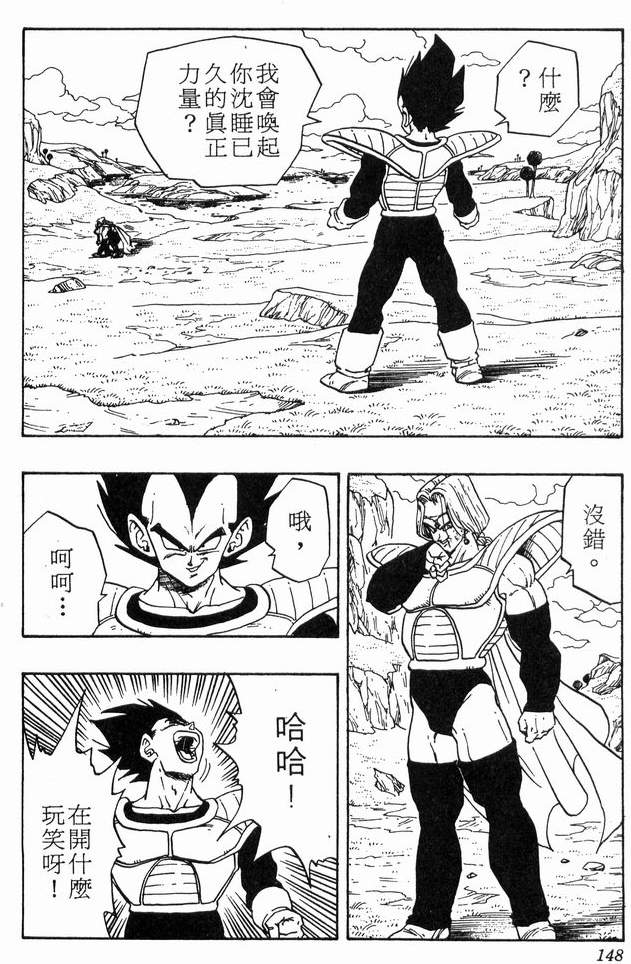 什麼
？
我會喚起
你沈睡已
久的眞正
力量？
沒錯。
哦，
呵呵…
哈哈！
在開什麼
玩笑呀！
148